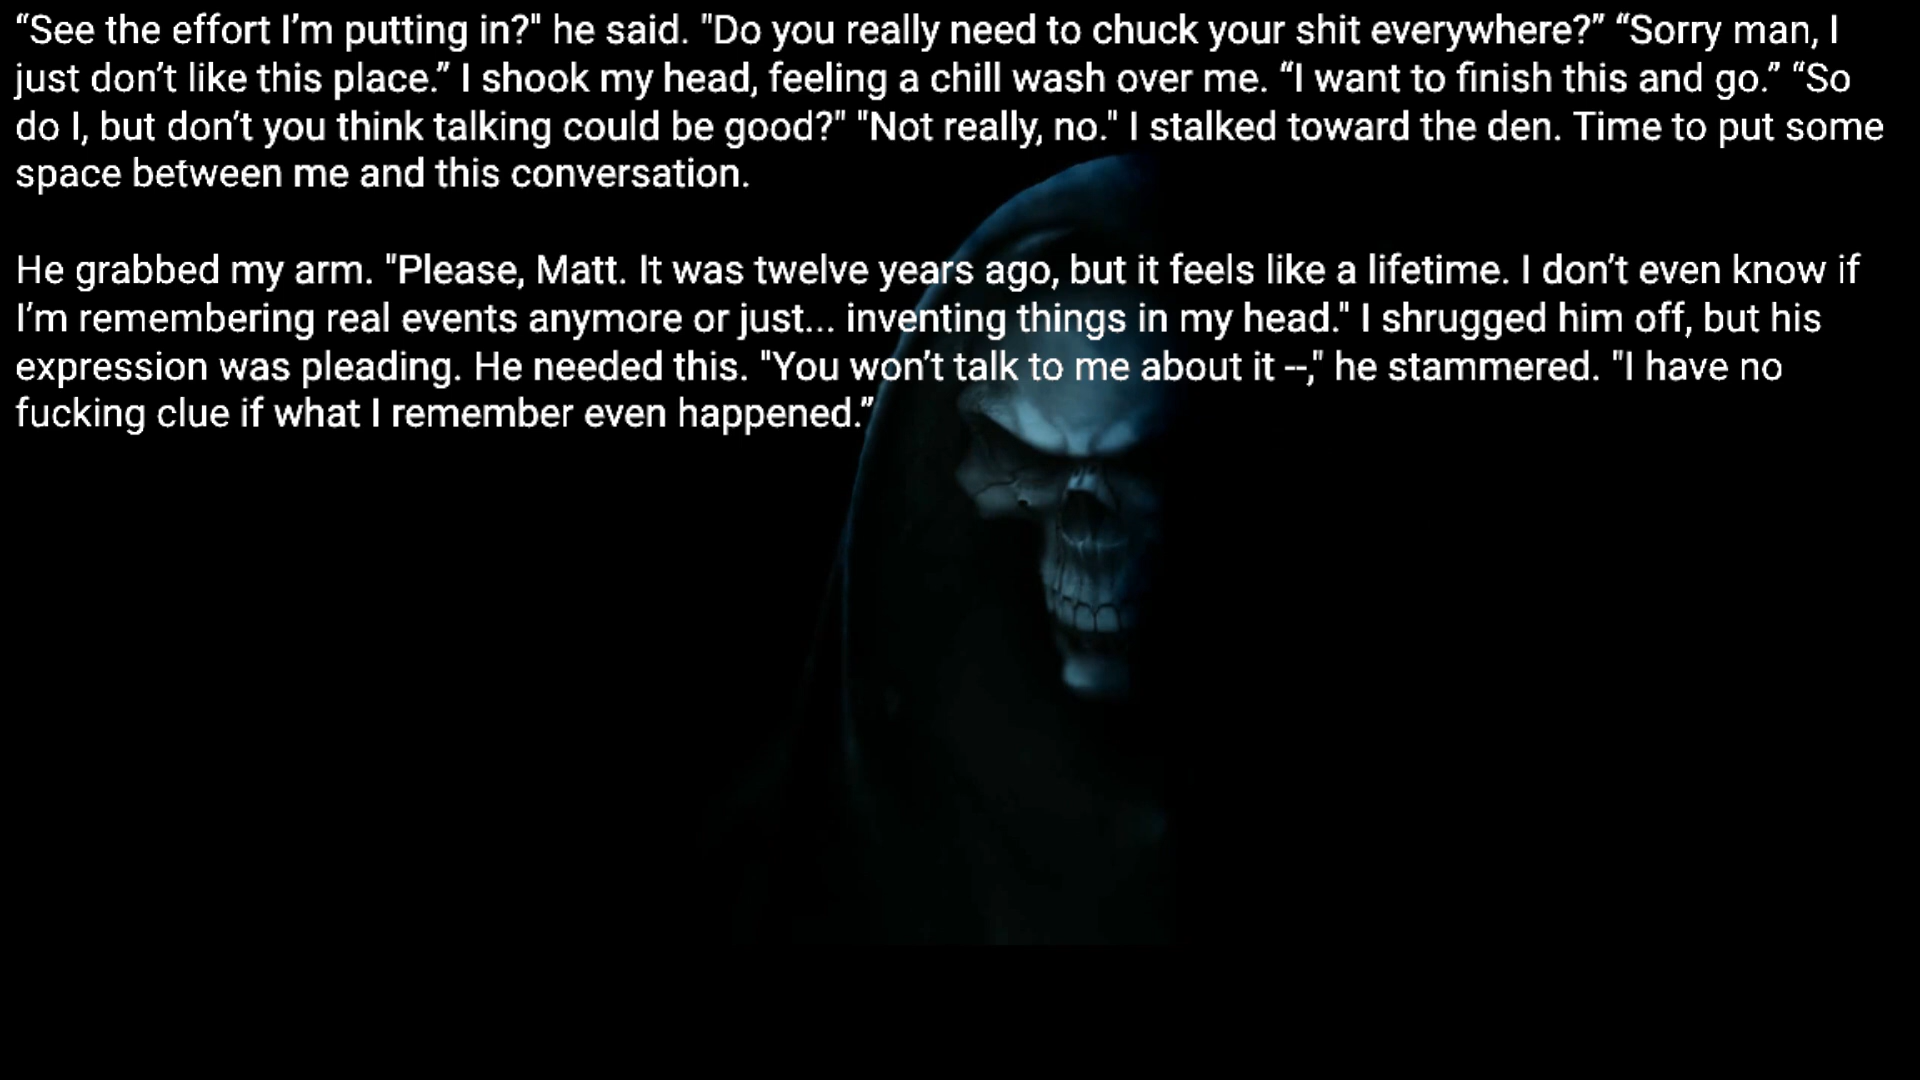 “See the effort I’m putting in?" he said. "Do you really need to chuck your shit everywhere?” “Sorry man, I
just don’t like this place.” I shook my head, feeling a chill wash over me. “I want to finish this and go.” “So
do I, but don’t you think talking could be good?" "Not really, no." I stalked toward the den. Time to put some
space between me and this conversation.
He grabbed my arm. "Please, Matt. It was twelve years ago, but it feels like a lifetime. I don’t even know if
I’m remembering real events anymore or just... inventing things in my head." I shrugged him off, but his
expression was pleading. He needed this. "You won’t talk to me about it --," he stammered. "I have no
fucking clue if what I remember even happened.”